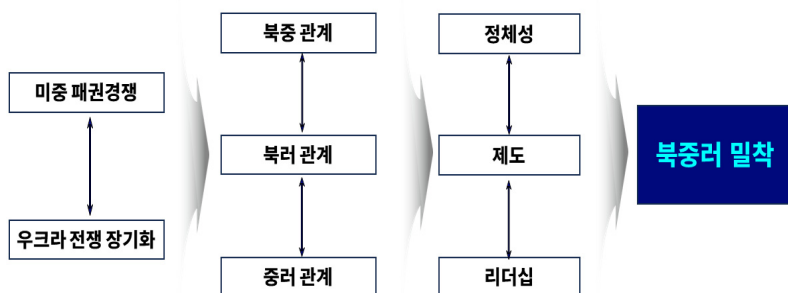 미중 패권경쟁
우크라 전쟁 장기화
북중 관계
북러 관계
중러 관계
정체성
제도
리더십
북중러 밀착